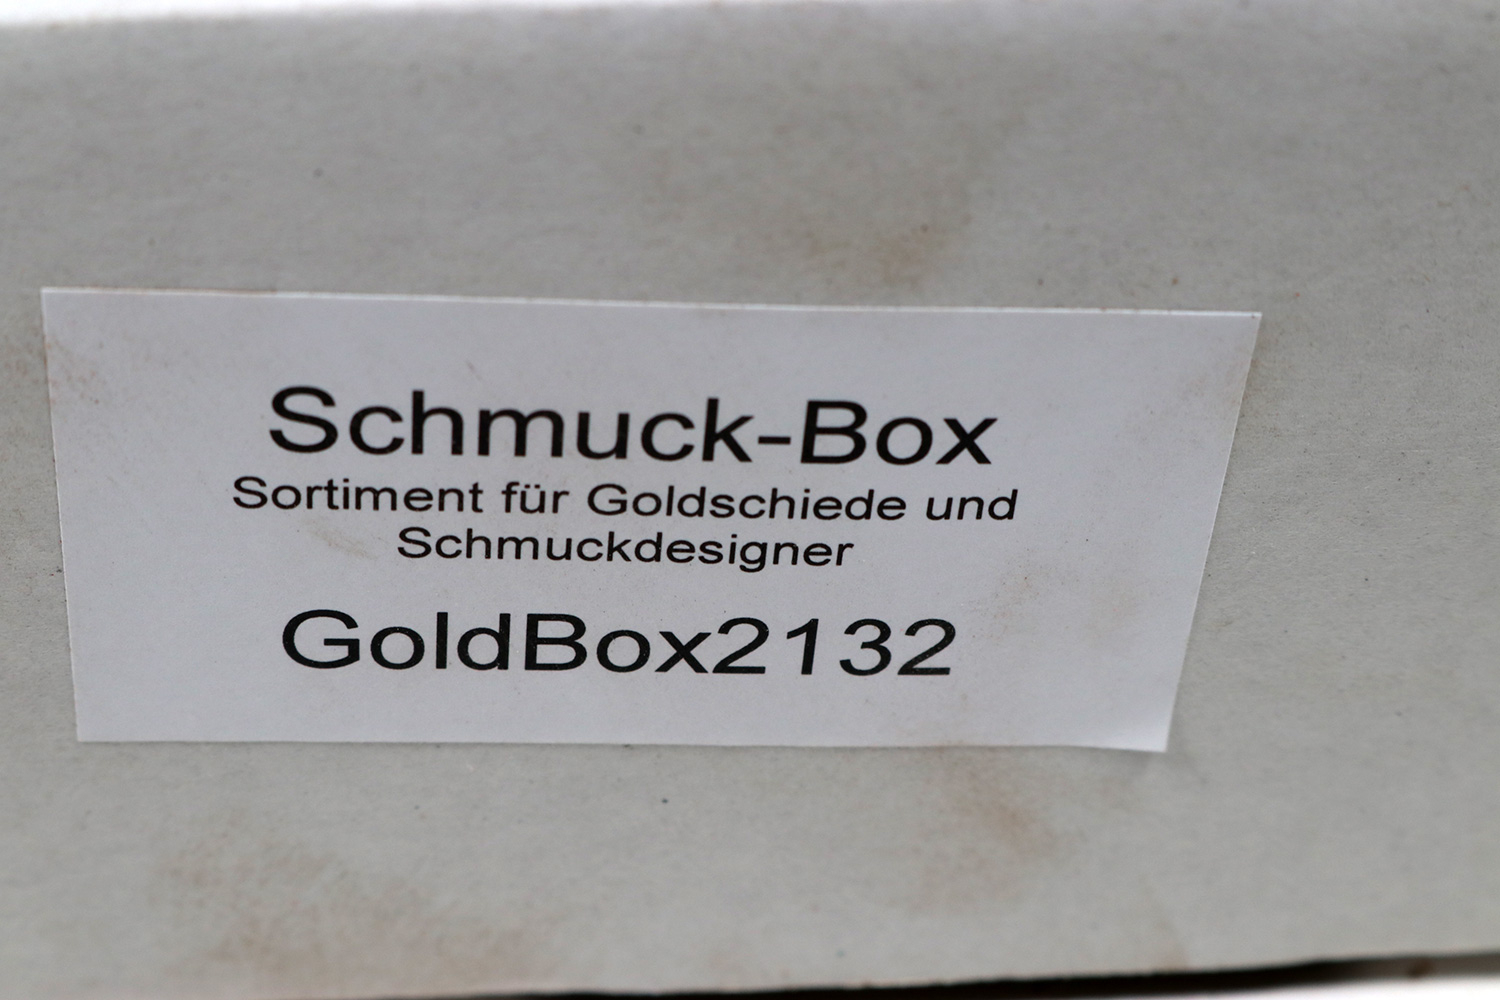 Schmuck-Box
Sortiment für Goldschiede und
Schmuckdesigner
GoldBox2132